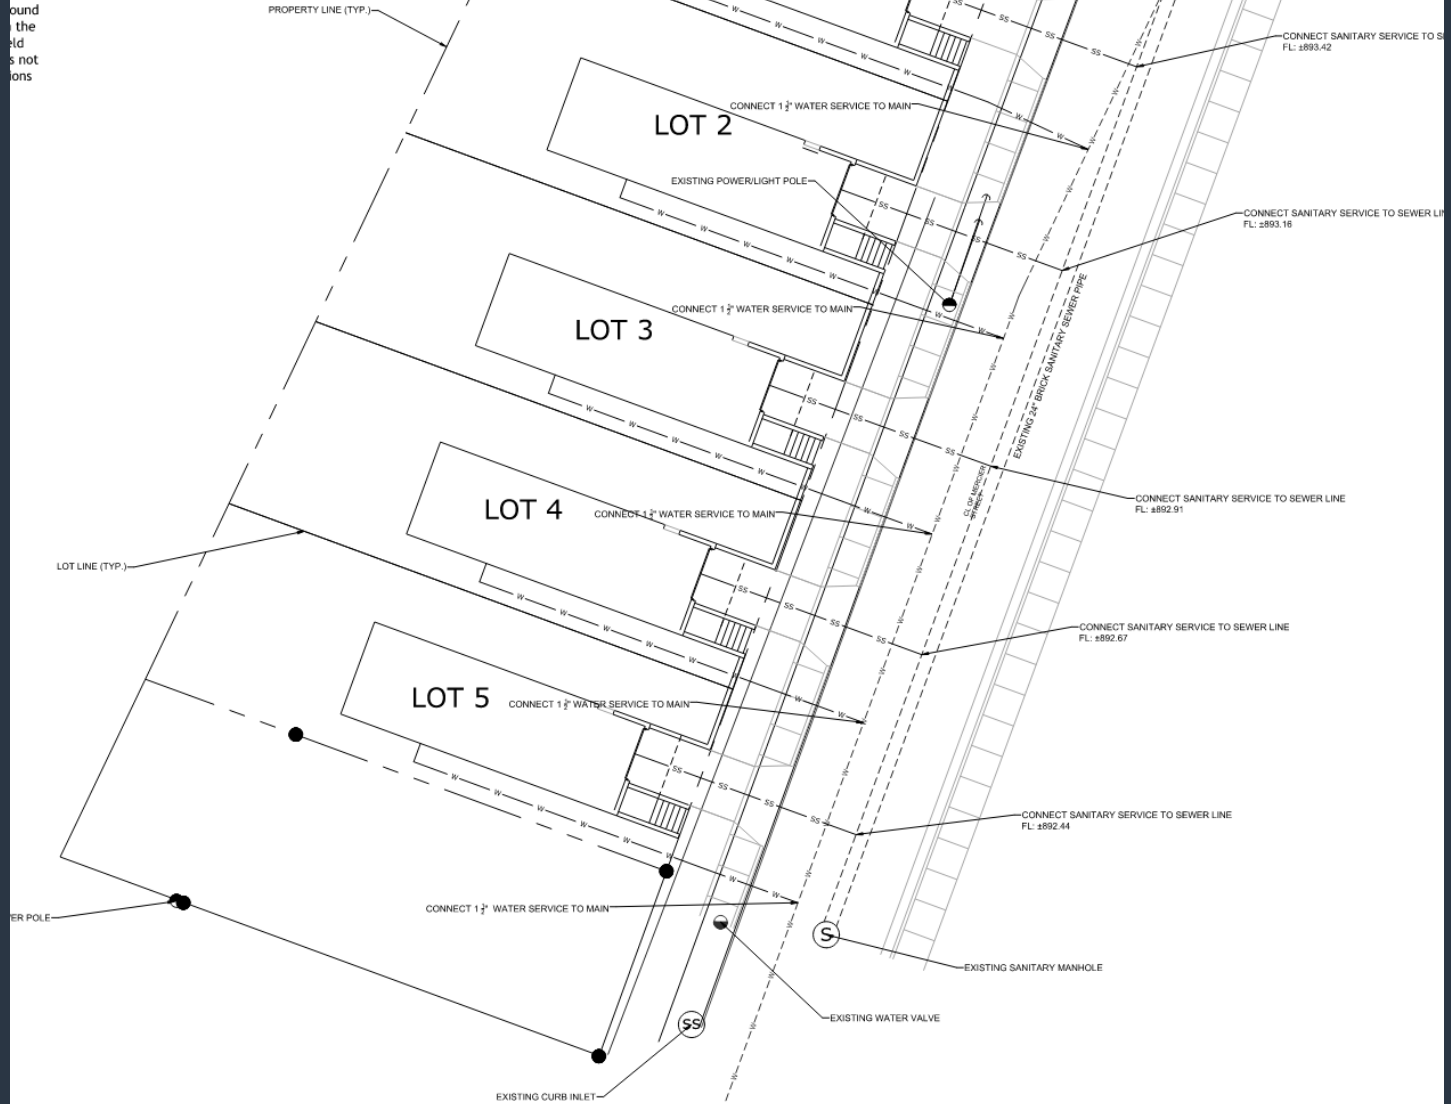 ound
the
eld
s not
ions
PROPERTY LINE (TYP.)
CONNECT SANITARY SERVICE TO S
FL: ±893.42
CONNECT 1 1/2" WATER SERVICE TO MAIN
LOT 2
EXISTING POWER/LIGHT POLE
CONNECT SANITARY SERVICE TO SEWER LI
FL: ±893.16
CONNECT 1 1/2" WATER SERVICE TO MAIN
LOT 3
EXISTING 24" BRICK SANITARY SEWER PIPE
CL OF MERCIER
STREET
CONNECT SANITARY SERVICE TO SEWER LINE
FL: ±892.91
LOT 4
CONNECT 1 1/2" WATER SERVICE TO MAIN
LOT LINE (TYP.)
CONNECT SANITARY SERVICE TO SEWER LINE
FL: ±892.67
LOT 5
CONNECT 1 1/2" WATER SERVICE TO MAIN
CONNECT SANITARY SERVICE TO SEWER LINE
FL: ±892.44
CONNECT 1 1/2" WATER SERVICE TO MAIN
ER POLE
S
EXISTING SANITARY MANHOLE
EXISTING WATER VALVE
SS
EXISTING CURB INLET